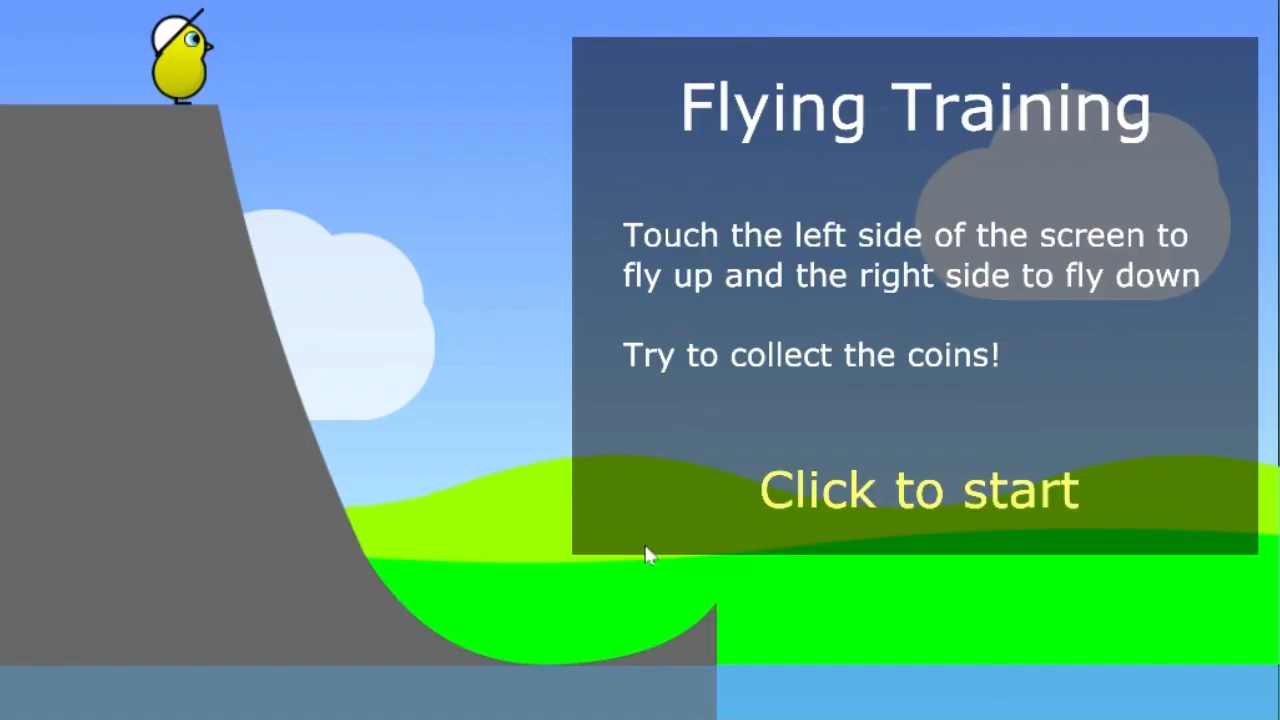 Flying Training
Touch the left side of the screen to
fly up and the right side to fly down
Try to collect the coins!
Click to start